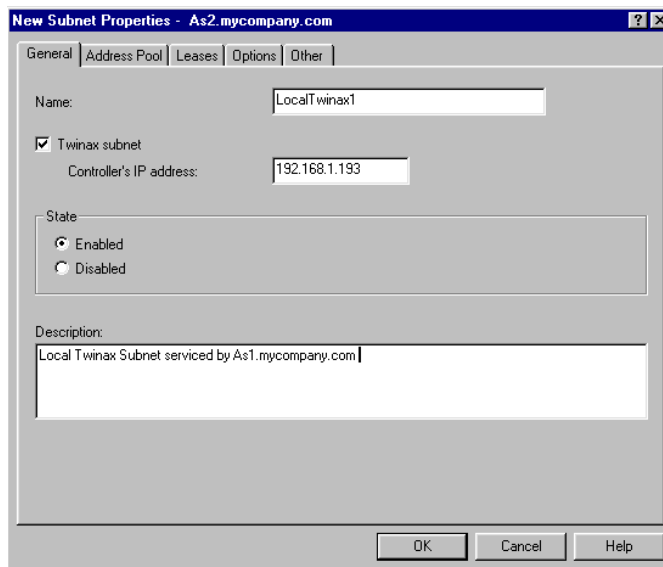 New Subnet Properties - As2.mycompany.com
General Address Pool Leases Options Other
Name: LocalTwinax1
Twinax subnet
Controller's IP address: 192.168.1.193
State
Enabled
Disabled
Description:
Local Twinax Subnet serviced by As1.mycompany.com
OK Cancel Help